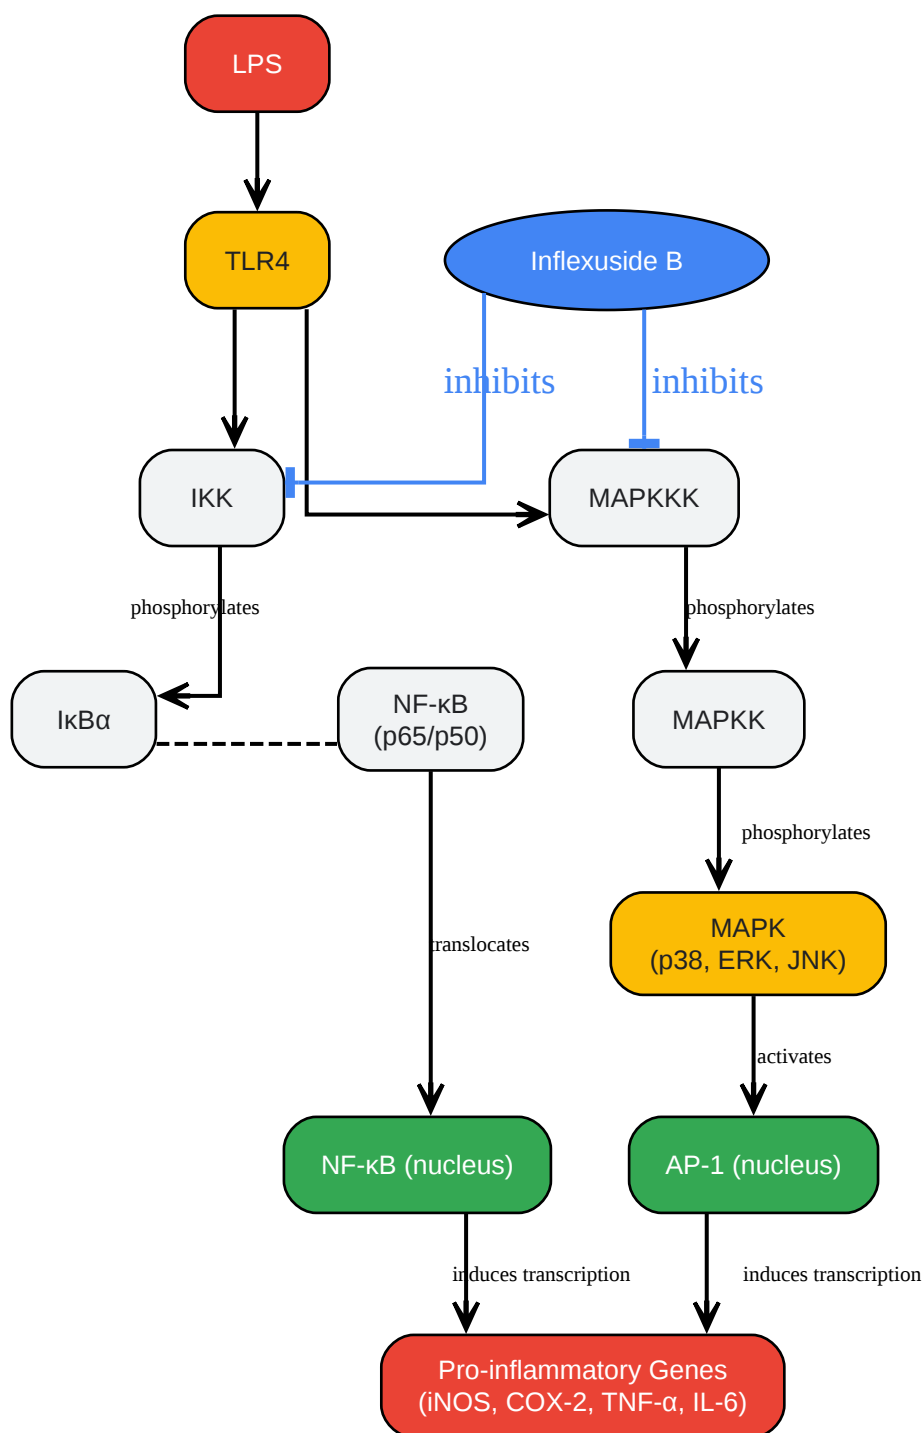 LPS
TLR4
Inflexuside B
inhibits
inhibits
IKK
MAPKKK
phosphorylates
phosphorylates
IκBα
NF-κB
(p65/p50)
MAPKK
phosphorylates
MAPK
(p38, ERK, JNK)
translocates
activates
NF-κB (nucleus)
AP-1 (nucleus)
induces transcription
induces transcription
Pro-inflammatory Genes
(iNOS, COX-2, TNF-α, IL-6)